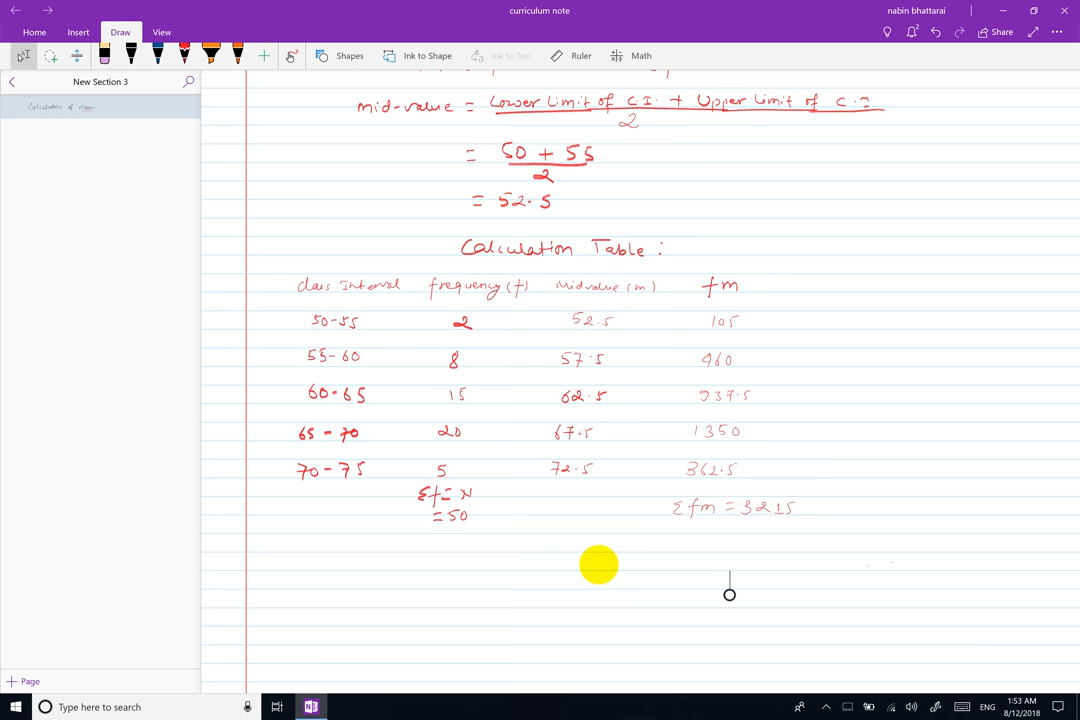 curriculum note
nabin bhattarai
Home Insert Draw View
Share
Shapes Ink to Shape Ink to Text Ruler Math
New Section 3
Calculation of mean
mid-value = Lower Limit of C.I. + Upper Limit of C.I
2
= 50 + 55
2
= 52.5
Calculation Table :
class Interval frequency (f) Midvalue (m) fm
50-55 2 52.5 105
55-60 8 57.5 460
60-65 15 62.5 937.5
65-70 20 67.5 1350
70-75 5 72.5 362.5
Σf = N
= 50
Σfm = 3215
Page
Type here to search
ENG
1:53 AM
8/12/2018